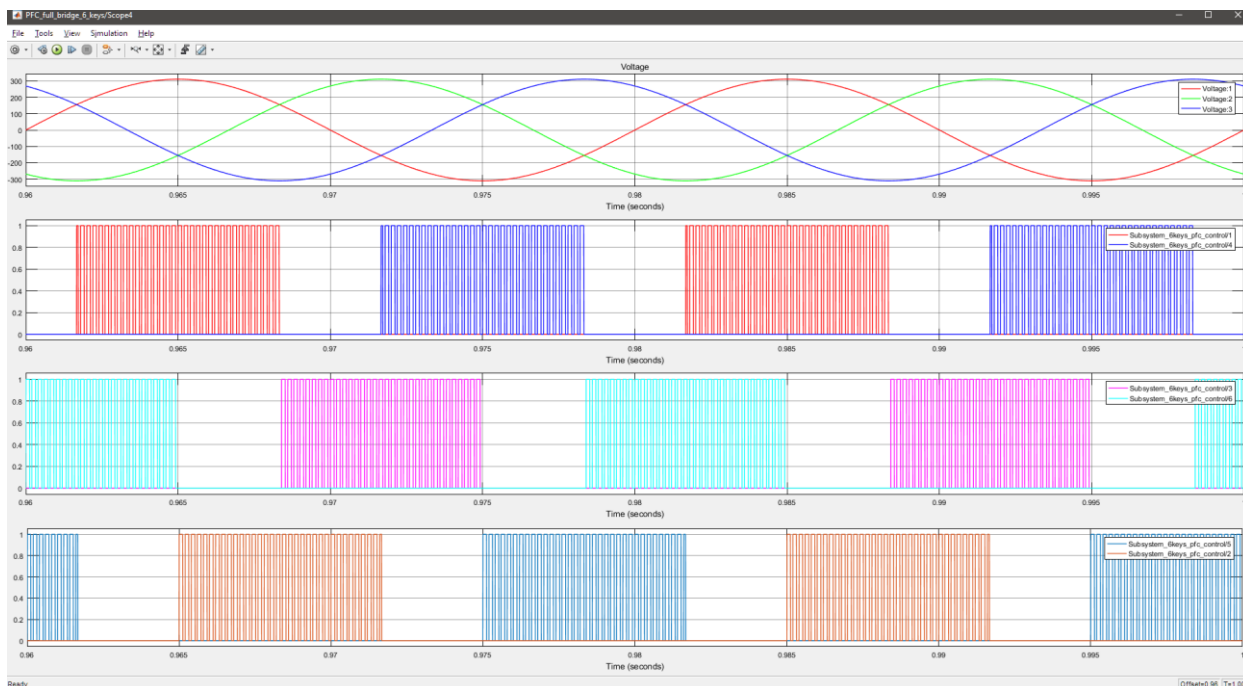 PFC_full_bridge_6_keys/Scope4
File Tools View Simulation Help
Voltage
300
200
100
0
-100
-200
-300
Voltage:1
Voltage:2
Voltage:3
0.96 0.965 0.97 0.975 0.98 0.985 0.99 0.995 1
Time (seconds)
1
0.8
0.6
0.4
0.2
0
Subsystem_6keys_pfc_control/1
Subsystem_6keys_pfc_control/4
0.96 0.965 0.97 0.975 0.98 0.985 0.99 0.995 1
Time (seconds)
1
0.8
0.6
0.4
0.2
0
Subsystem_6keys_pfc_control/3
Subsystem_6keys_pfc_control/6
0.96 0.965 0.97 0.975 0.98 0.985 0.99 0.995 1
Time (seconds)
1
0.8
0.6
0.4
0.2
0
Subsystem_6keys_pfc_control/5
Subsystem_6keys_pfc_control/2
0.96 0.965 0.97 0.975 0.98 0.985 0.99 0.995 1
Time (seconds)
Ready Offset=0.96